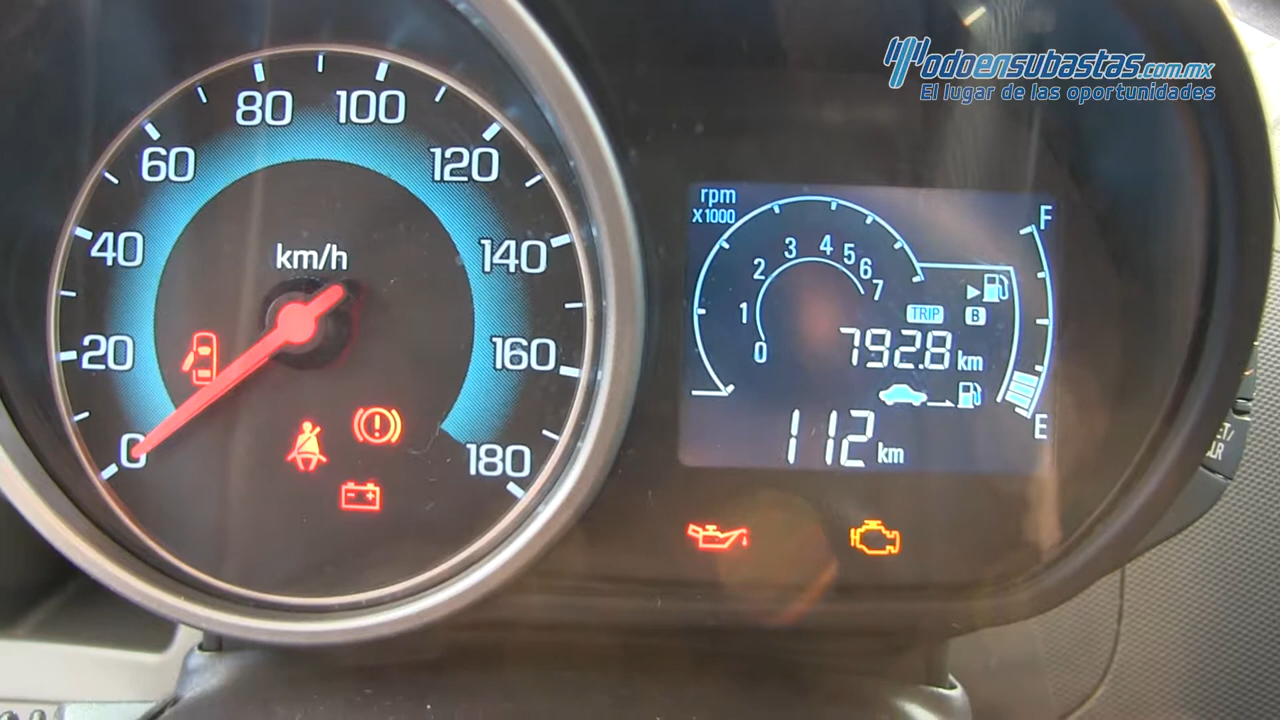 Modoensubastas.com.mx
El lugar de las oportunidades
0
20
40
60
80
100
120
140
160
180
km/h
rpm
X1000
0
1
2
3
4
5
6
7
F
TRIP B
792.8 km
112 km
E